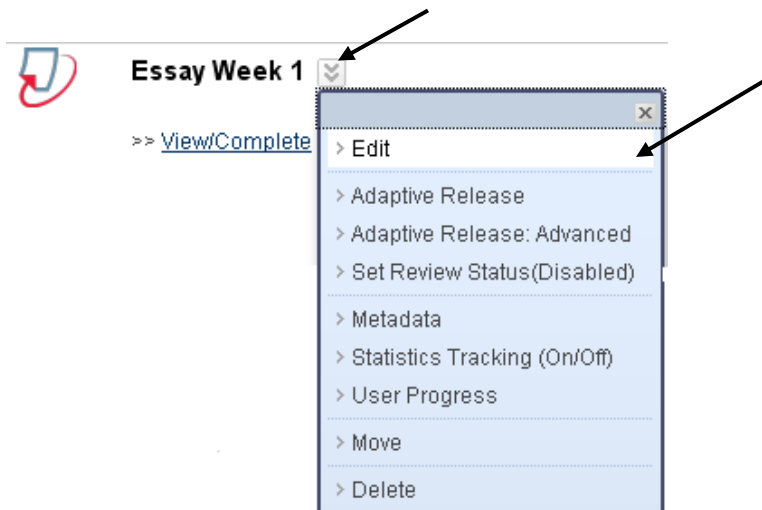 Essay Week 1
>> View/Complete
> Edit
> Adaptive Release
> Adaptive Release: Advanced
> Set Review Status(Disabled)
> Metadata
> Statistics Tracking (On/Off)
> User Progress
> Move
> Delete